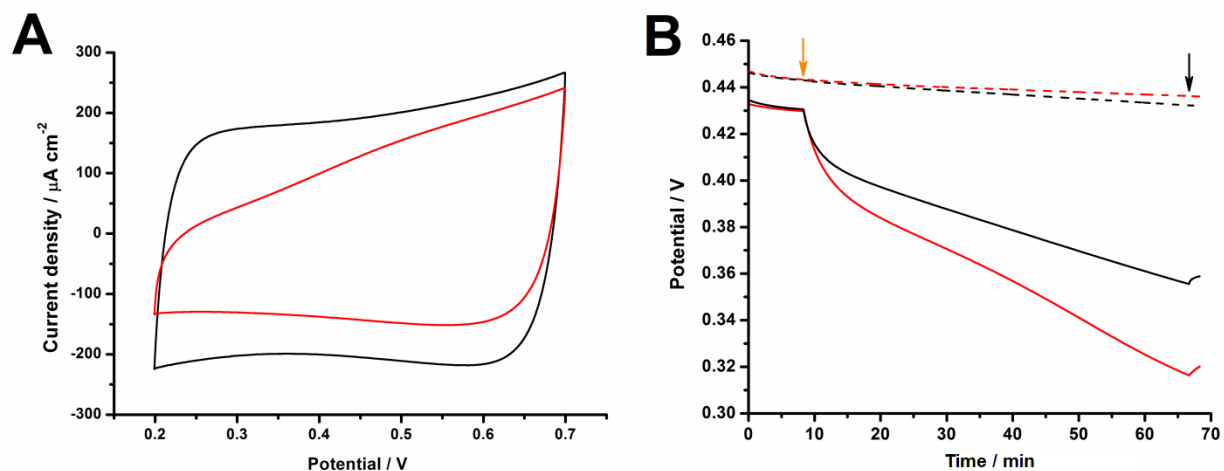 A
300
200
100
0
-100
-200
-300
0.2 0.3 0.4 0.5 0.6 0.7
Current density / μA cm-2
Potential / V
B
0.46
0.44
0.42
0.40
0.38
0.36
0.34
0.32
0.30
0 10 20 30 40 50 60 70
Potential / V
Time / min